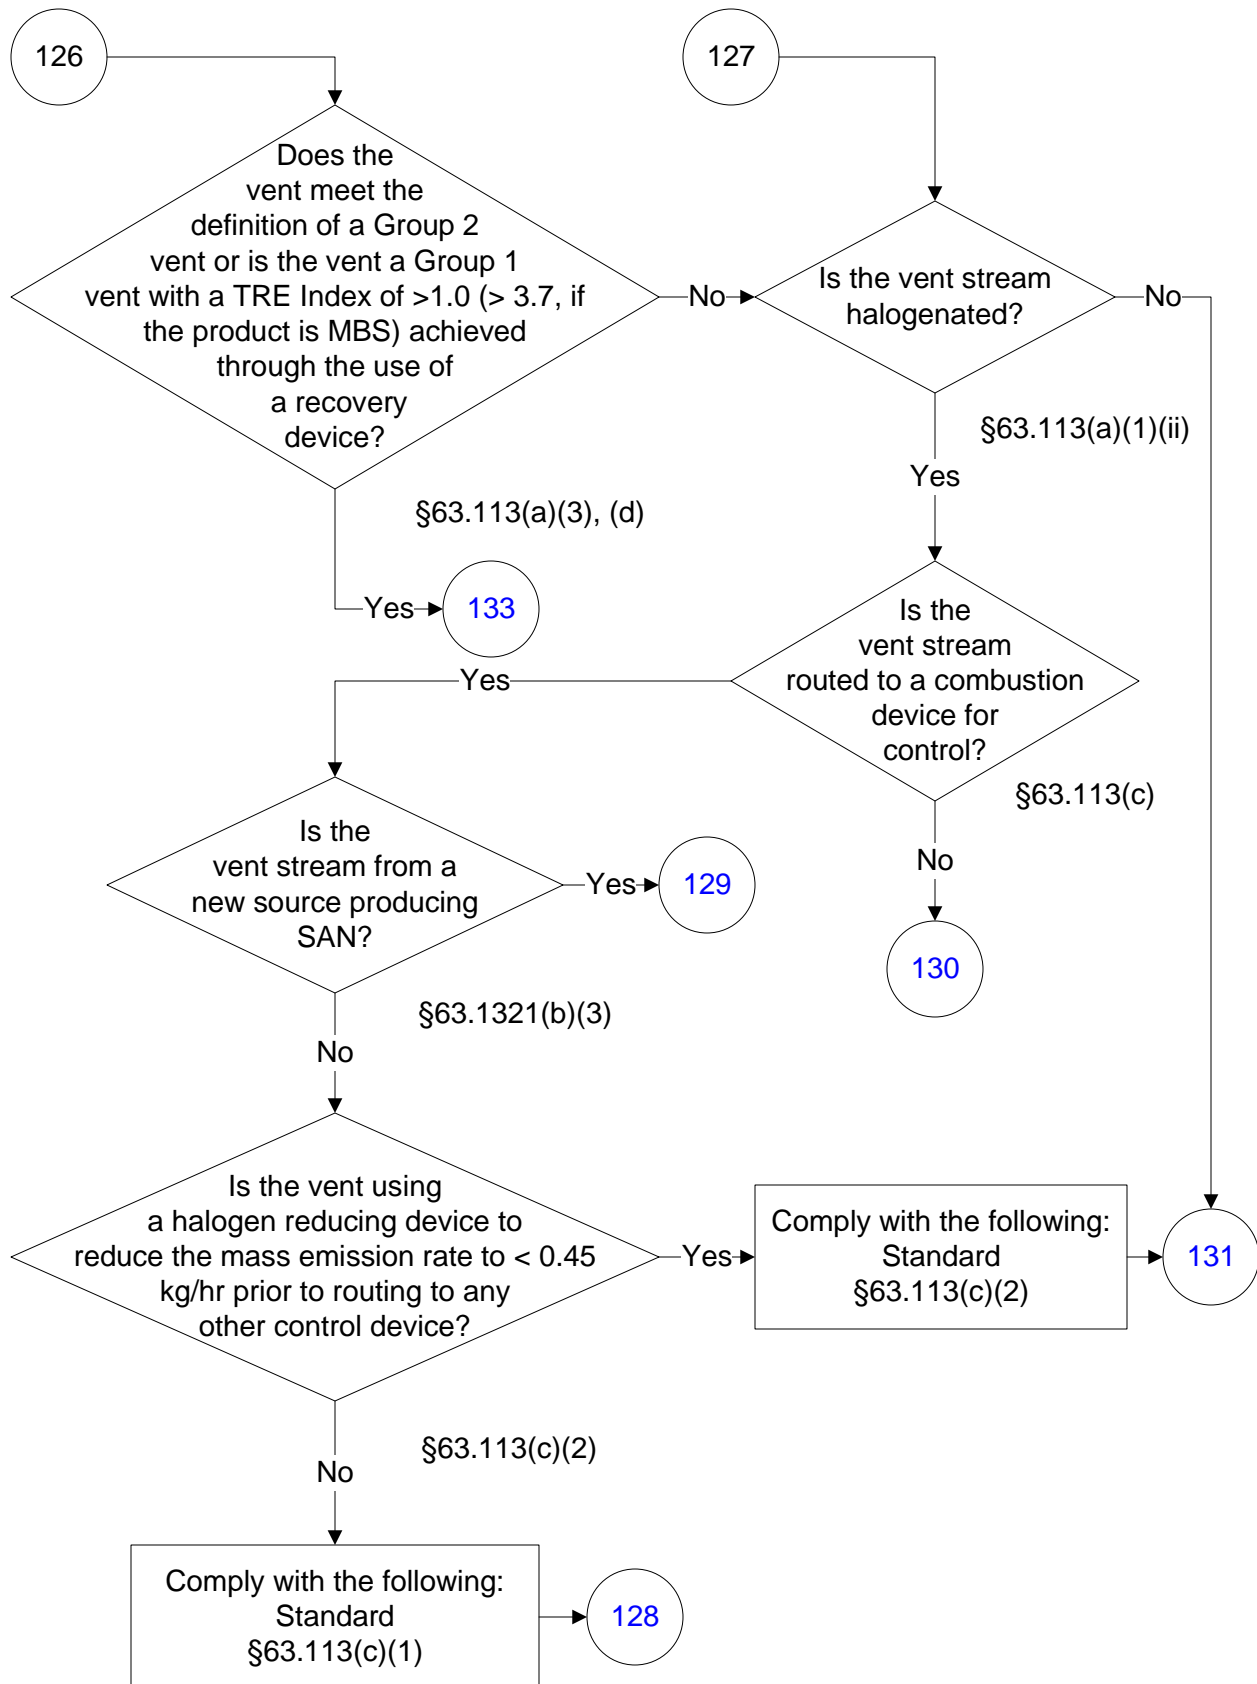 126
127
Does the
vent meet the
definition of a Group 2
vent or is the vent a Group 1
vent with a TRE Index of >1.0 (> 3.7, if
the product is MBS) achieved
through the use of
a recovery
device?
No
Is the vent stream
halogenated?
No
§63.113(a)(1)(ii)
Yes
§63.113(a)(3), (d)
Yes
133
Is the
vent stream
routed to a combustion
device for
control?
Yes
§63.113(c)
No
130
Is the
vent stream from a
new source producing
SAN?
Yes
129
§63.1321(b)(3)
No
Is the vent using
a halogen reducing device to
reduce the mass emission rate to < 0.45
kg/hr prior to routing to any
other control device?
Yes
Comply with the following:
Standard
§63.113(c)(2)
131
§63.113(c)(2)
No
Comply with the following:
Standard
§63.113(c)(1)
128